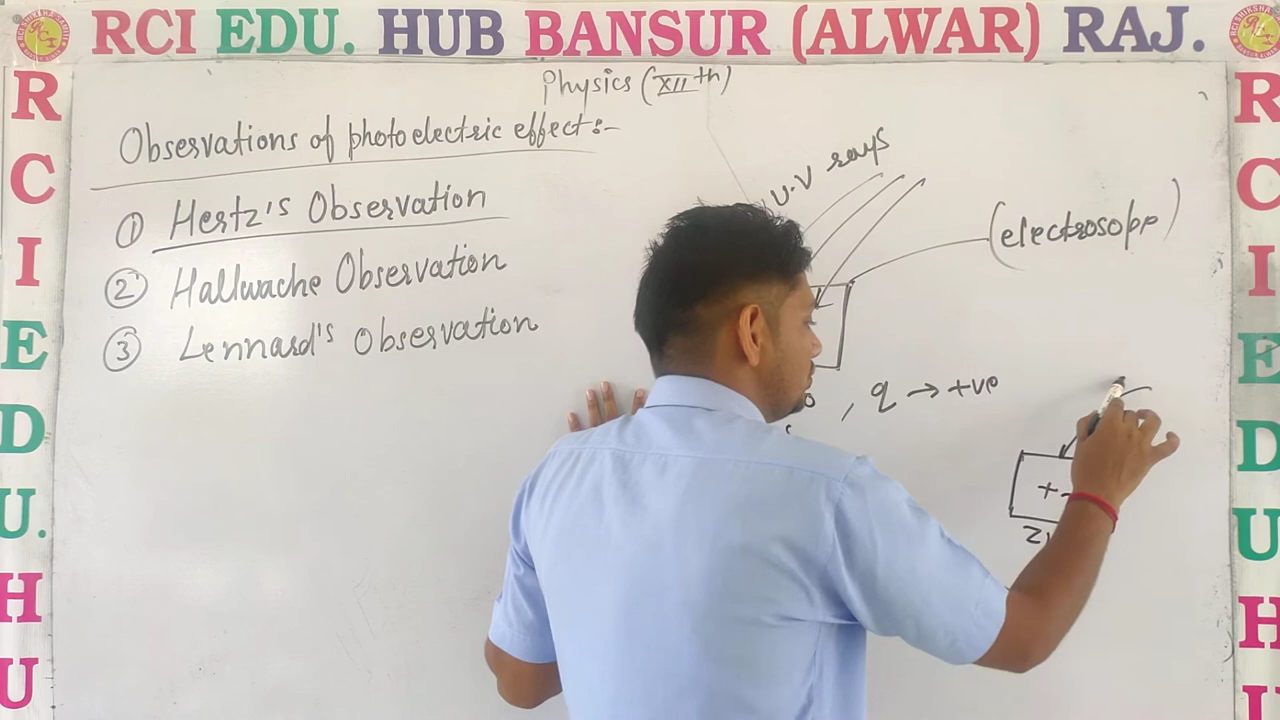 RCI EDU. HUB BANSUR (ALWAR) RAJ.
R
C
I
E
D
U.
H
U
Physics (XIIth)
Observations of photoelectric effect:-
① Hertz's Observation
② Hallwache Observation
③ Lennard's Observation
U.V rays
(electrosope)
, q → +ve
+
R
C
I
E
D
U
H